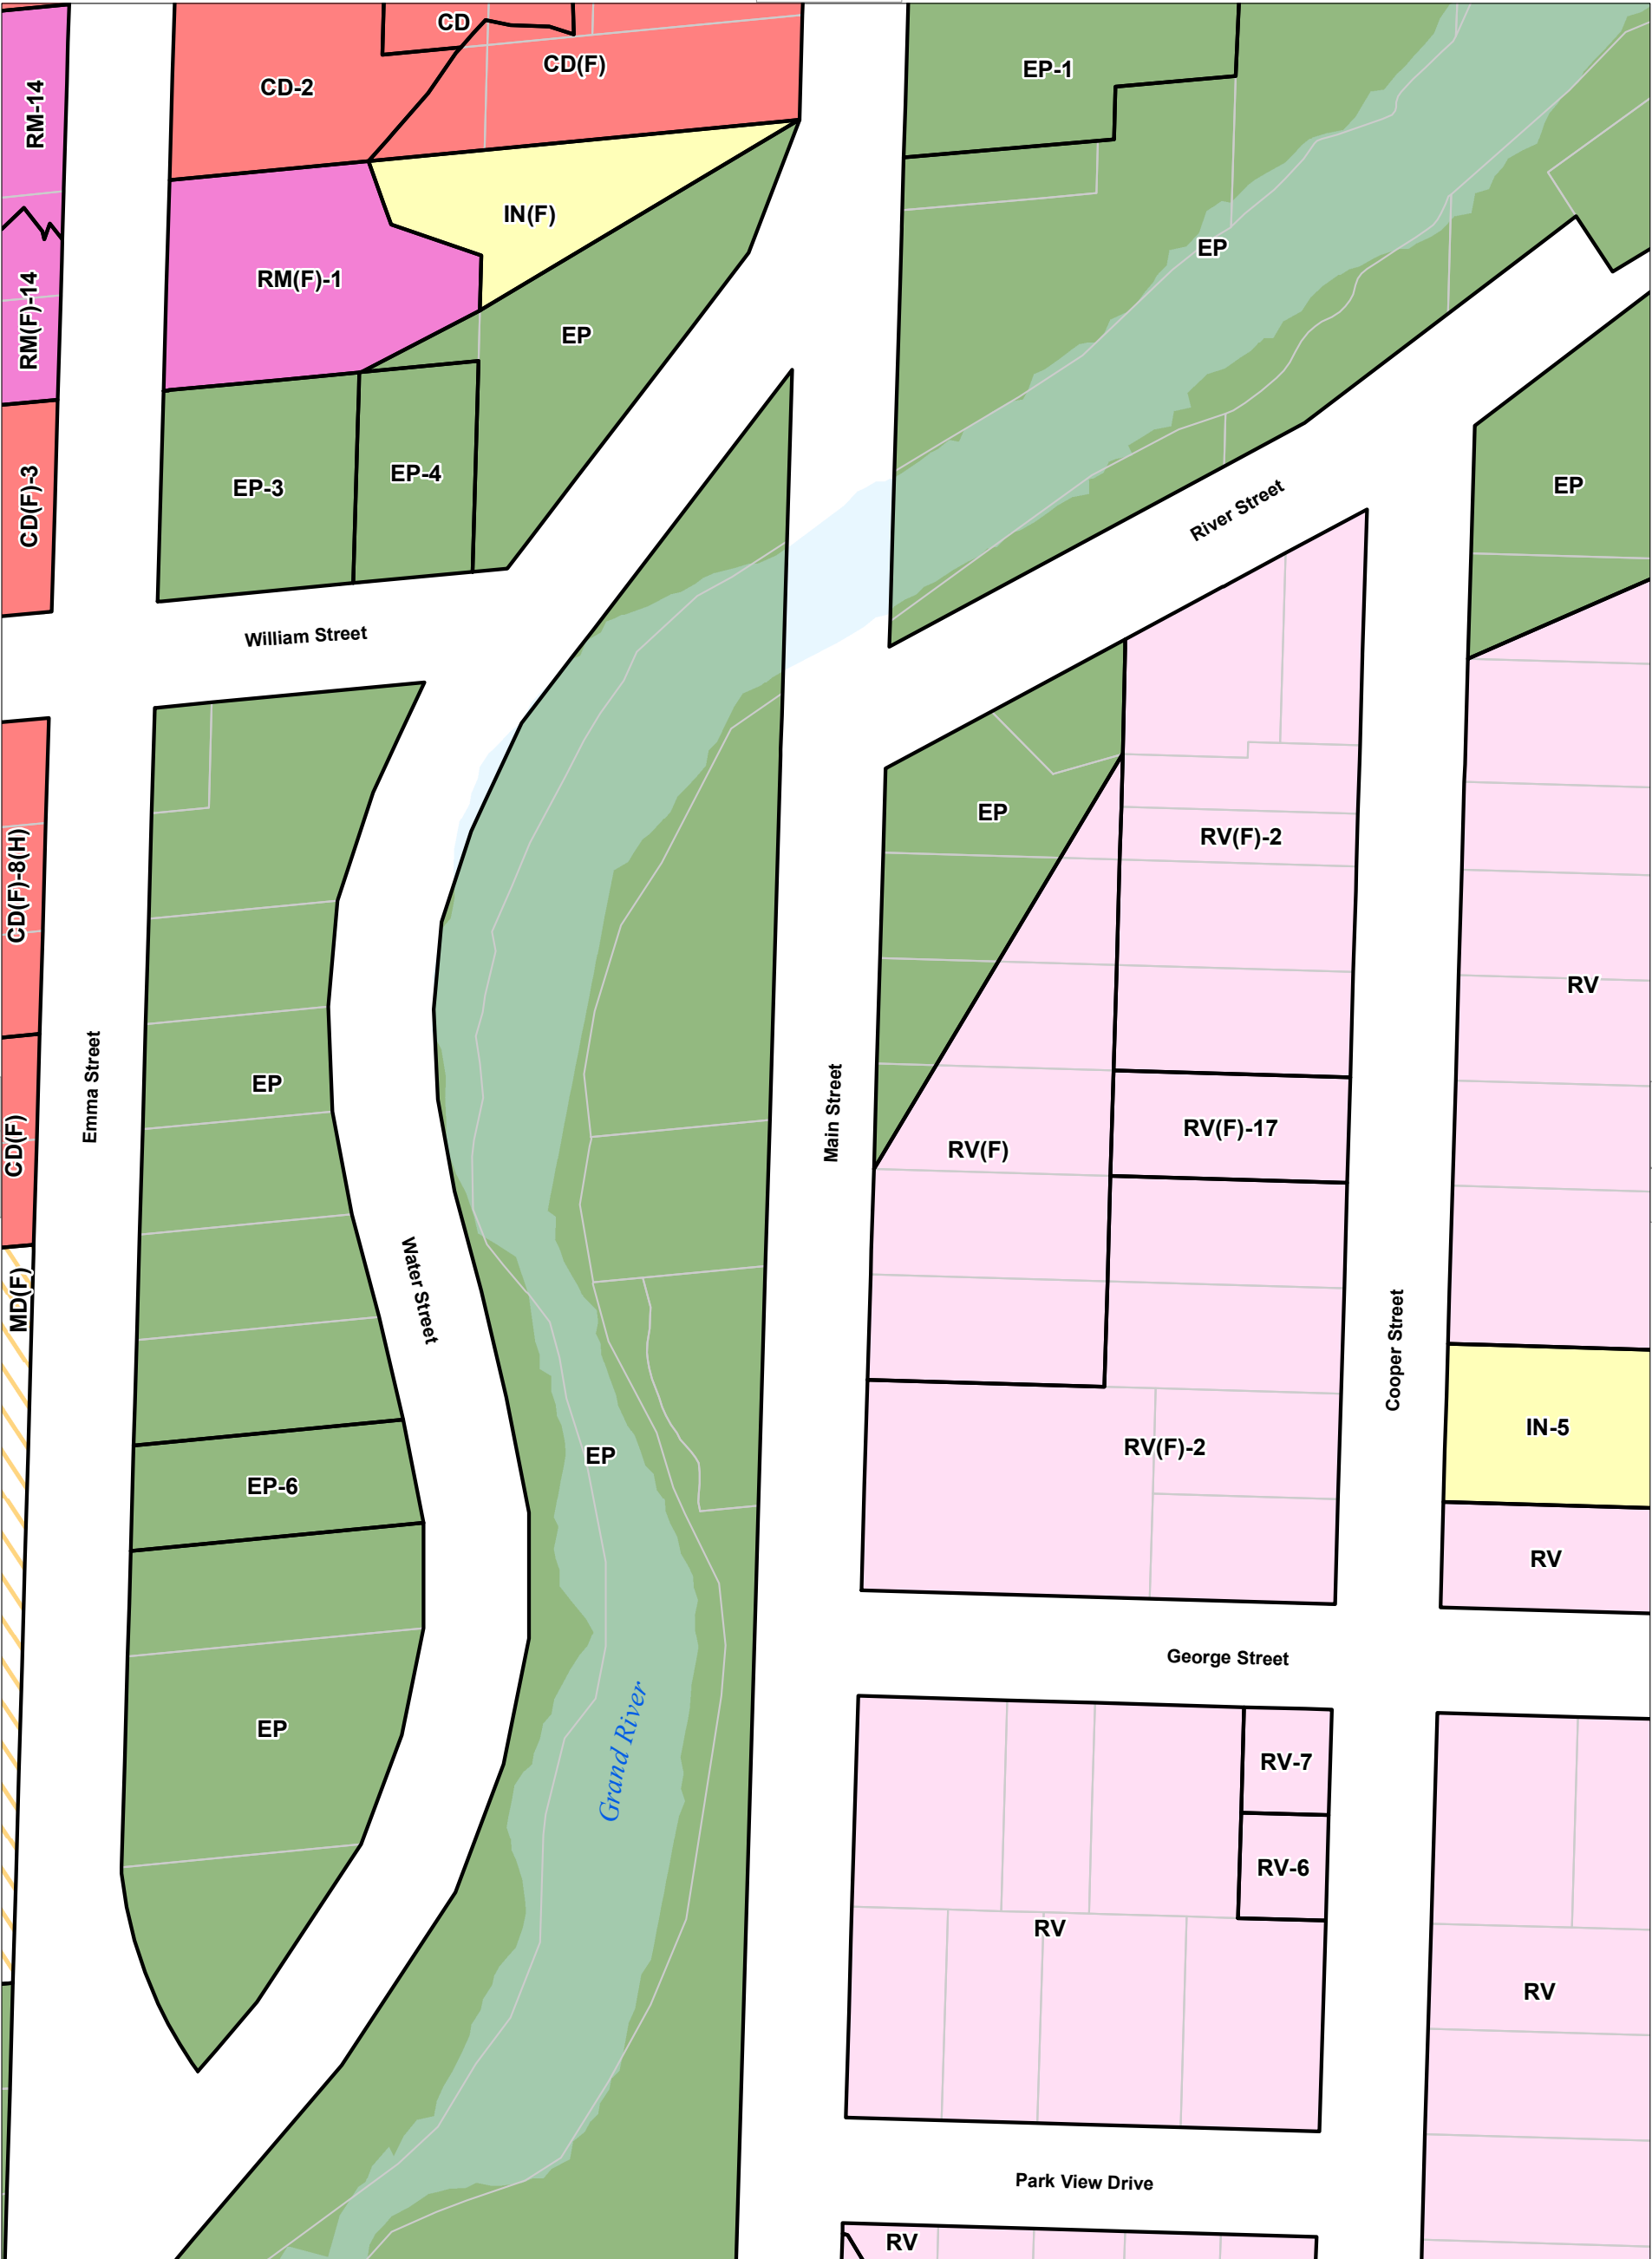 CD
CD(F)
EP-1
CD-2
RM-14
IN(F)
EP
RM(F)-1
RM(F)-14
EP
EP-4
EP-3
EP
CD(F)-3
River Street
William Street
EP
RV(F)-2
CD(F)-8(H)
RV
EP
Emma Street
Main Street
RV(F)-17
CD(F)
RV(F)
Water Street
MD(F)
Cooper Street
IN-5
RV(F)-2
EP
EP-6
RV
George Street
EP
Grand River
RV-7
RV-6
RV
RV
Park View Drive
RV